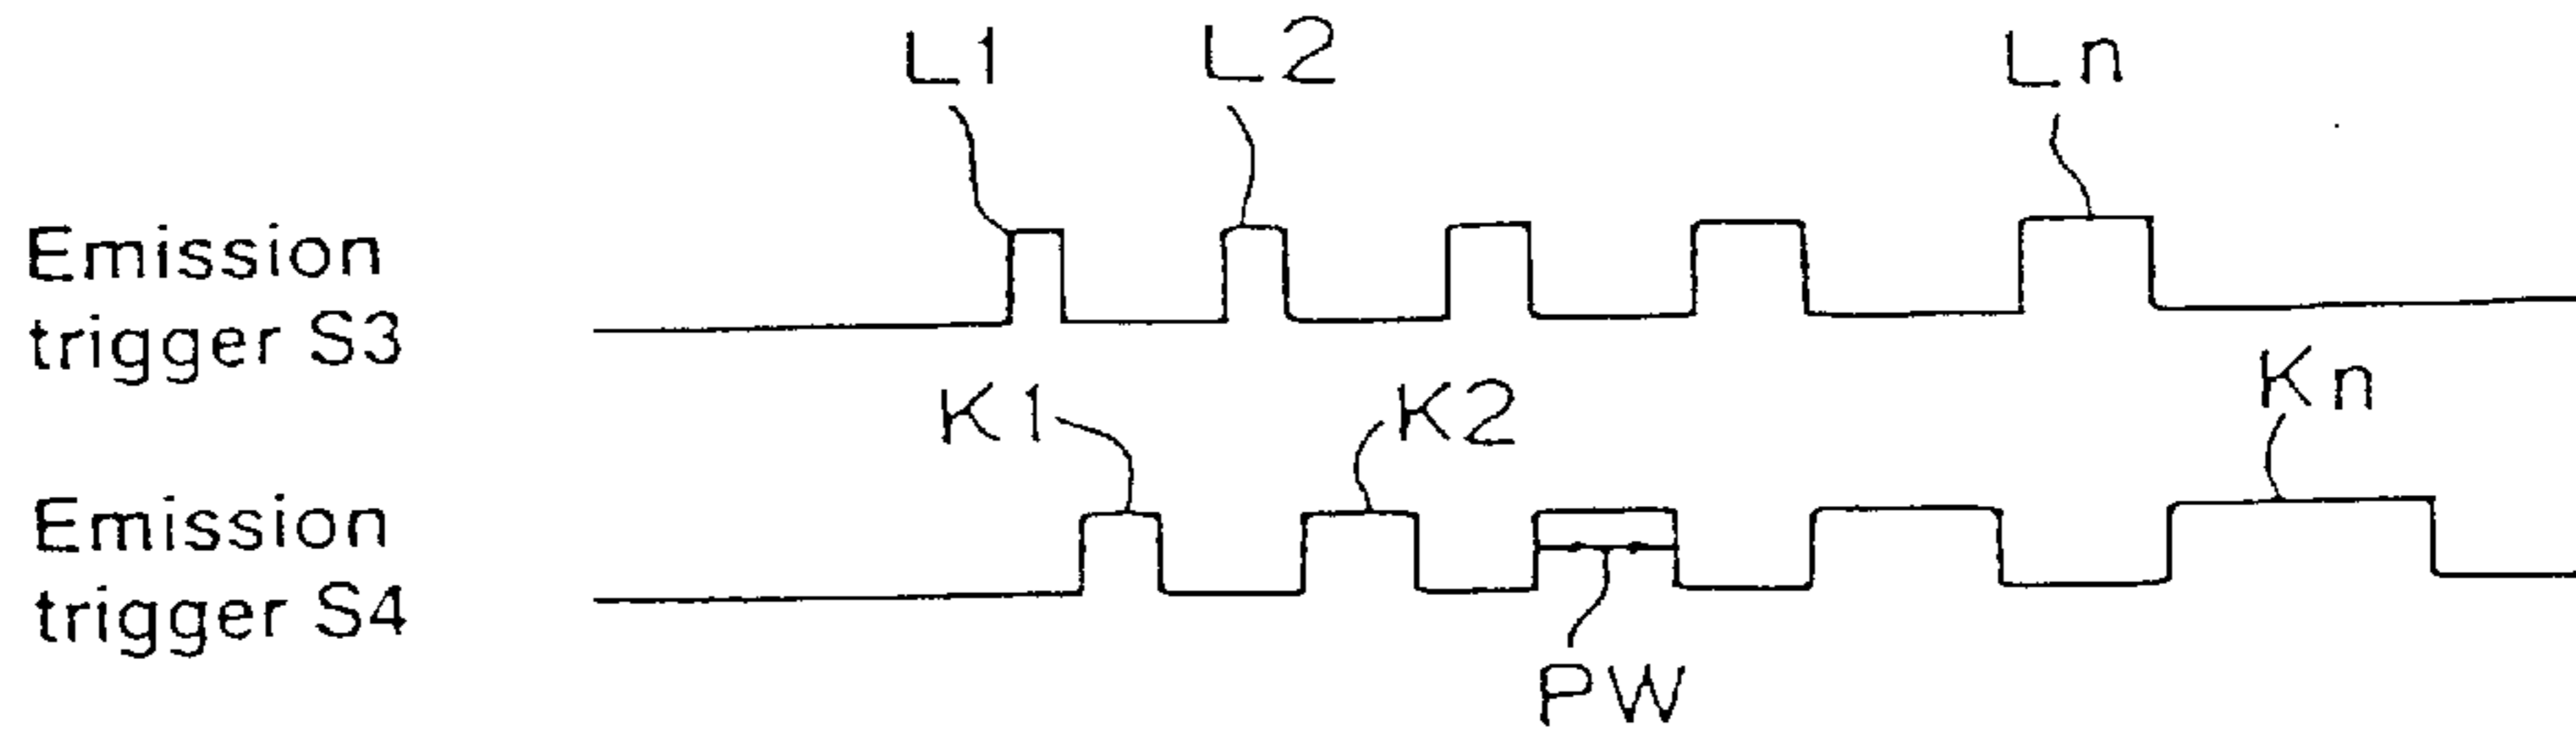 L1 L2 Ln
Emission
trigger S3
K1 K2 Kn
Emission
trigger S4
PW